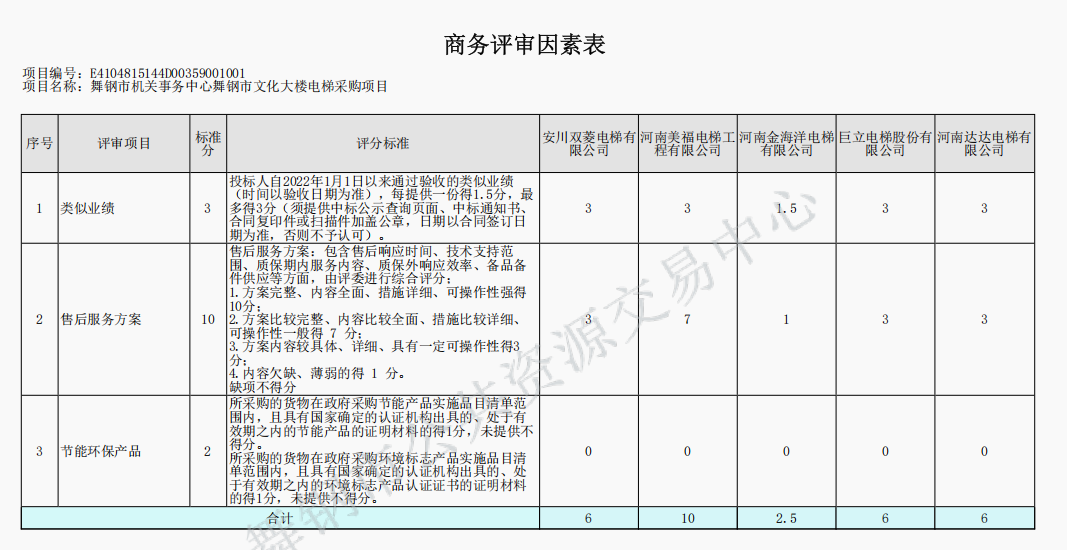 商务评审因素表
项目编号：E4104815144D00359001001
项目名称：舞钢市机关事务中心舞钢市文化大楼电梯采购项目
序号 评审项目 标准分 评分标准 安川双菱电梯有限公司 河南美福电梯工程有限公司 河南金海洋电梯有限公司 巨立电梯股份有限公司 河南达达电梯有限公司
1 类似业绩 3
投标人自2022年1月1日以来通过验收的类似业绩
（时间以验收日期为准），每提供一份得1.5分，最
多得3分（须提供中标公示查询页面、中标通知书、
合同复印件或扫描件加盖公章，日期以合同签订日
期为准，否则不予认可）。
3 3 1.5 3 3
2 售后服务方案 10
售后服务方案：包含售后响应时间、技术支持范
围、质保期内服务内容、质保外响应效率、备品备
件供应等方面，由评委进行综合评分；
1.方案完整、内容全面、措施详细、可操作性强得
10分；
2.方案比较完整、内容比较全面、措施比较详细、
可操作性一般得 7 分；
3.方案内容较具体、详细、具有一定可操作性得3
分；
4.内容欠缺、薄弱的得 1 分。
缺项不得分
3 7 1 3 3
3 节能环保产品 2
所采购的货物在政府采购节能产品实施品目清单范
围内，且具有国家确定的认证机构出具的、处于有
效期之内的节能产品的证明材料的得1分，未提供不
得分。
所采购的货物在政府采购环境标志产品实施品目清
单范围内，且具有国家确定的认证机构出具的、处
于有效期之内的环境标志产品认证证书的证明材料
的得1分，未提供不得分。
0 0 0 0 0
合计 6 10 2.5 6 6
舞钢市公共资源交易中心